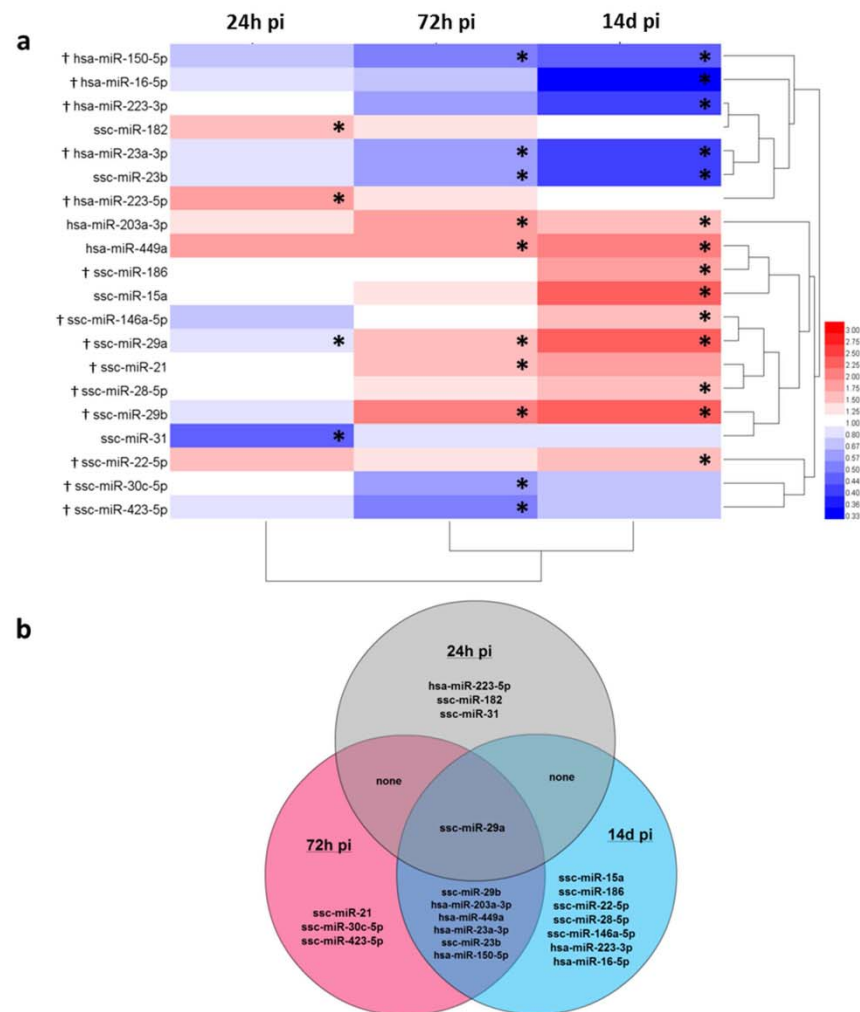 a
24h pi 72h pi 14d pi
† hsa-miR-150-5p * *
† hsa-miR-16-5p *
† hsa-miR-223-3p *
ssc-miR-182 *
† hsa-miR-23a-3p * *
ssc-miR-23b * *
† hsa-miR-223-5p *
hsa-miR-203a-3p * *
hsa-miR-449a * *
† ssc-miR-186 *
ssc-miR-15a *
† ssc-miR-146a-5p *
† ssc-miR-29a * * *
† ssc-miR-21 *
† ssc-miR-28-5p *
† ssc-miR-29b * *
ssc-miR-31 *
† ssc-miR-22-5p *
† ssc-miR-30c-5p *
† ssc-miR-423-5p *
3.00
2.75
2.50
2.25
2.00
1.75
1.50
1.25
1.00
0.80
0.67
0.57
0.50
0.44
0.40
0.36
0.33
b
24h pi
hsa-miR-223-5p
ssc-miR-182
ssc-miR-31
none
none
ssc-miR-29a
72h pi
ssc-miR-21
ssc-miR-30c-5p
ssc-miR-423-5p
ssc-miR-29b
hsa-miR-203a-3p
hsa-miR-449a
hsa-miR-23a-3p
ssc-miR-23b
hsa-miR-150-5p
14d pi
ssc-miR-15a
ssc-miR-186
ssc-miR-22-5p
ssc-miR-28-5p
ssc-miR-146a-5p
hsa-miR-223-3p
hsa-miR-16-5p